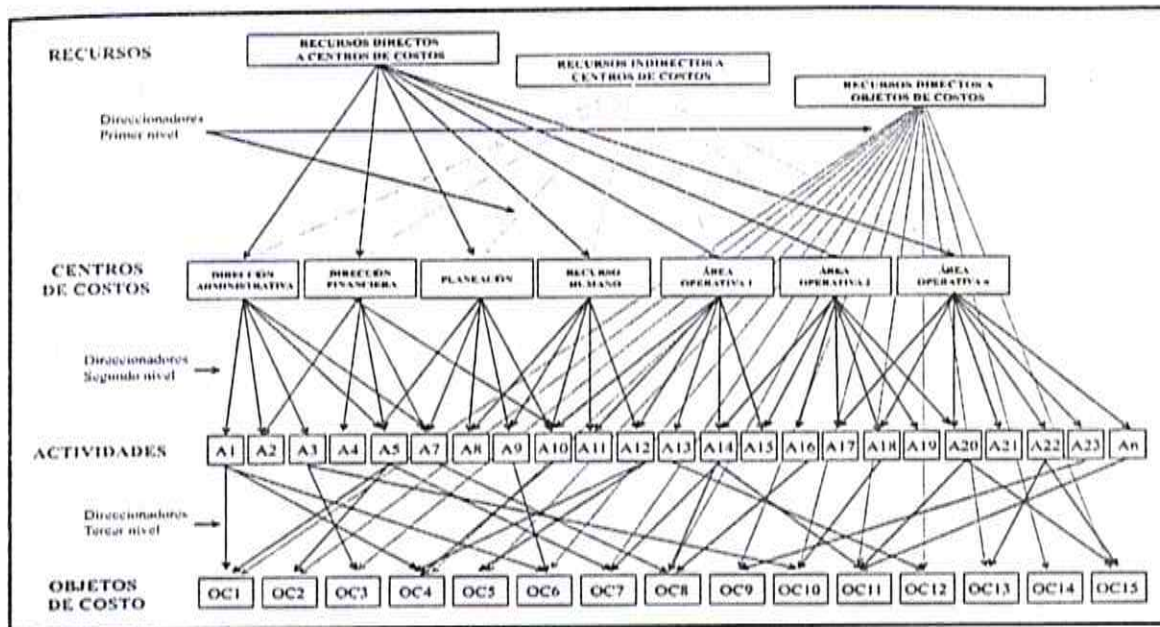 RECURSOS
RECURSOS DIRECTOS
A CENTROS DE COSTOS
RECURSOS INDIRECTOS A
CENTROS DE COSTOS
RECURSOS DIRECTOS A
OBJETOS DE COSTOS
Direccionadores
Primer nivel
CENTROS
DE COSTOS
DIRECCIÓN
ADMINISTRATIVA
DIRECCIÓN
FINANCIERA
PLANEACIÓN
RECURSO
HUMANO
ÁREA
OPERATIVA 1
ÁREA
OPERATIVA 2
ÁREA
OPERATIVA n
Direccionadores
Segundo nivel
ACTIVIDADES
A1 A2 A3 A4 A5 A7 A8 A9 A10 A11 A12 A13 A14 A15 A16 A17 A18 A19 A20 A21 A22 A23 An
Direccionadores
Tercer nivel
OBJETOS
DE COSTO
OC1 OC2 OC3 OC4 OC5 OC6 OC7 OC8 OC9 OC10 OC11 OC12 OC13 OC14 OC15